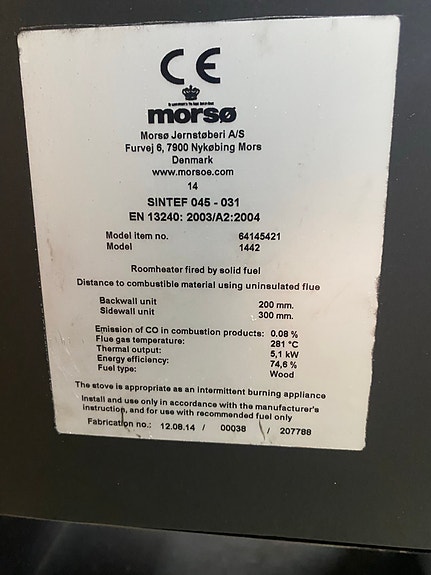 CE
morsø
Morsø Jernstøberi A/S
Furvej 6, 7900 Nykøbing Mors
Denmark
www.morsoe.com
14
SINTEF 045 - 031
EN 13240: 2003/A2:2004
Model item no. 64145421
Model 1442
Roomheater fired by solid fuel
Distance to combustible material using uninsulated flue
Backwall unit 200 mm.
Sidewall unit 300 mm.
Emission of CO in combustion products: 0.08 %
Flue gas temperature: 281 °C
Thermal output: 5,1 kW
Energy efficiency: 74,6 %
Fuel type: Wood
The stove is appropriate as an intermittent burning appliance
Install and use only in accordance with the manufacturer's
instruction, and for use with recommended fuel only
Fabrication no.: 12.08.14 / 00038 / 207788